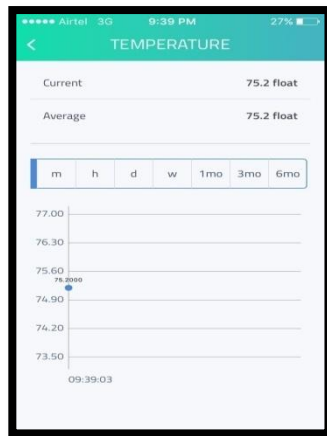 Airtel 3G 9:39 PM 27%
TEMPERATURE
Current 75.2 float
Average 75.2 float
m h d w 1mo 3mo 6mo
77.00
76.30
75.60
75.2000
74.90
74.20
73.50
09:39:03